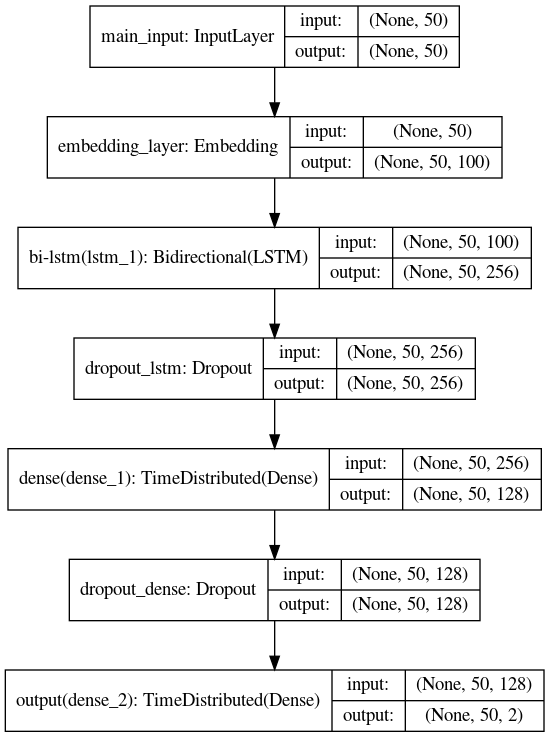 main_input: InputLayer
input: (None, 50)
output: (None, 50)
embedding_layer: Embedding
input: (None, 50)
output: (None, 50, 100)
bi-lstm(lstm_1): Bidirectional(LSTM)
input: (None, 50, 100)
output: (None, 50, 256)
dropout_lstm: Dropout
input: (None, 50, 256)
output: (None, 50, 256)
dense(dense_1): TimeDistributed(Dense)
input: (None, 50, 256)
output: (None, 50, 128)
dropout_dense: Dropout
input: (None, 50, 128)
output: (None, 50, 128)
output(dense_2): TimeDistributed(Dense)
input: (None, 50, 128)
output: (None, 50, 2)